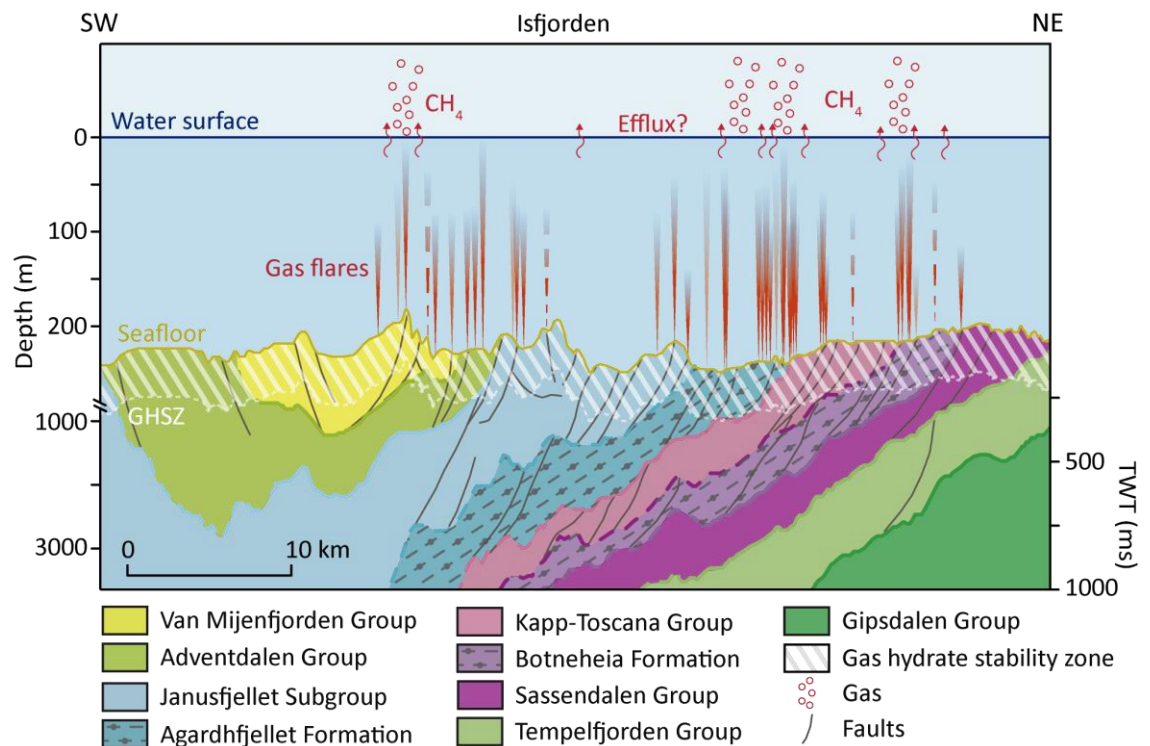 SW
Isfjorden
NE
CH₄
Efflux?
CH₄
Water surface
0
100
Gas flares
Depth (m)
200
Seafloor
GHSZ
1000
500
TWT (ms)
3000
0
10 km
1000
Van Mijenfjorden Group
Kapp-Toscana Group
Gipsdalen Group
Adventdalen Group
Botneheia Formation
Gas hydrate stability zone
Janusfjellet Subgroup
Sassendalen Group
Gas
Agardhfjellet Formation
Tempelfjorden Group
Faults